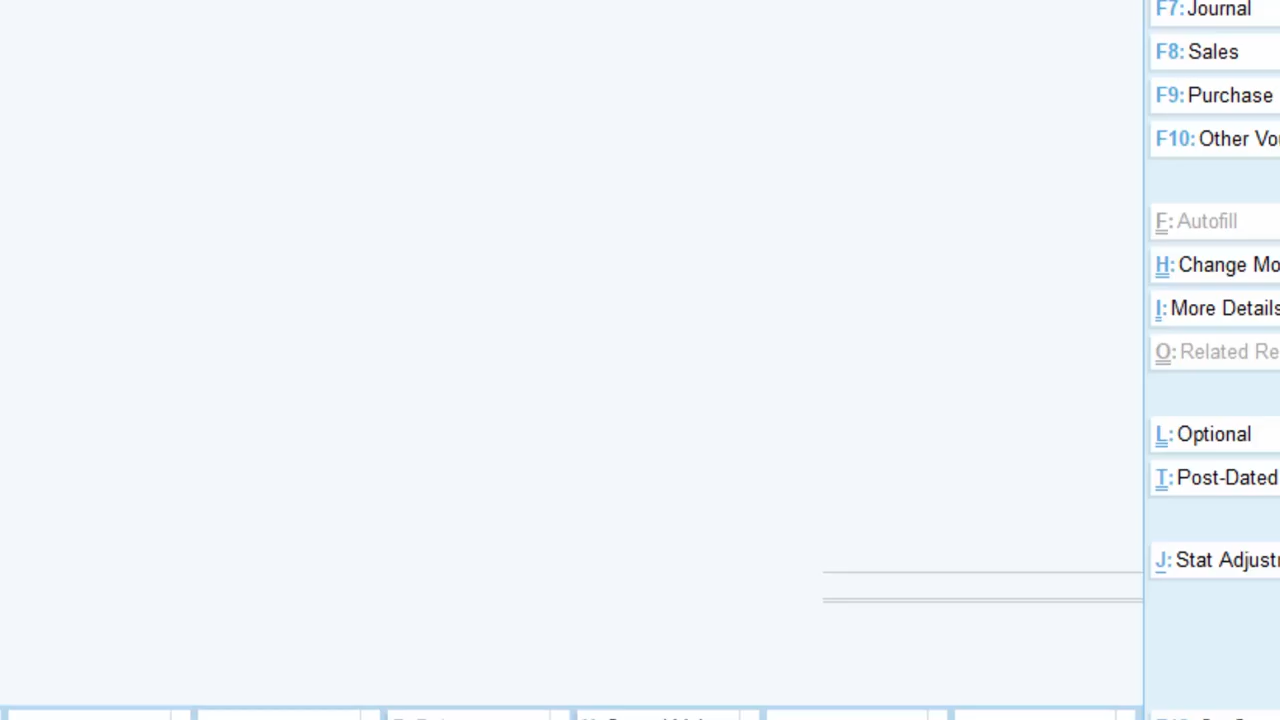 F7: Journal
F8: Sales
F9: Purchase
F10: Other Vo
F: Autofill
H: Change Mo
I: More Details
O: Related Re
L: Optional
T: Post-Dated
J: Stat Adjust